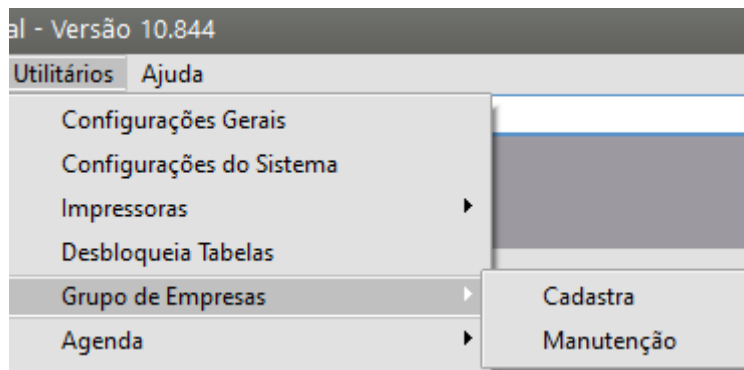 al - Versão 10.844
Utilitários Ajuda
Configurações Gerais
Configurações do Sistema
Impressoras
Desbloqueia Tabelas
Grupo de Empresas
Cadastra
Agenda
Manutenção